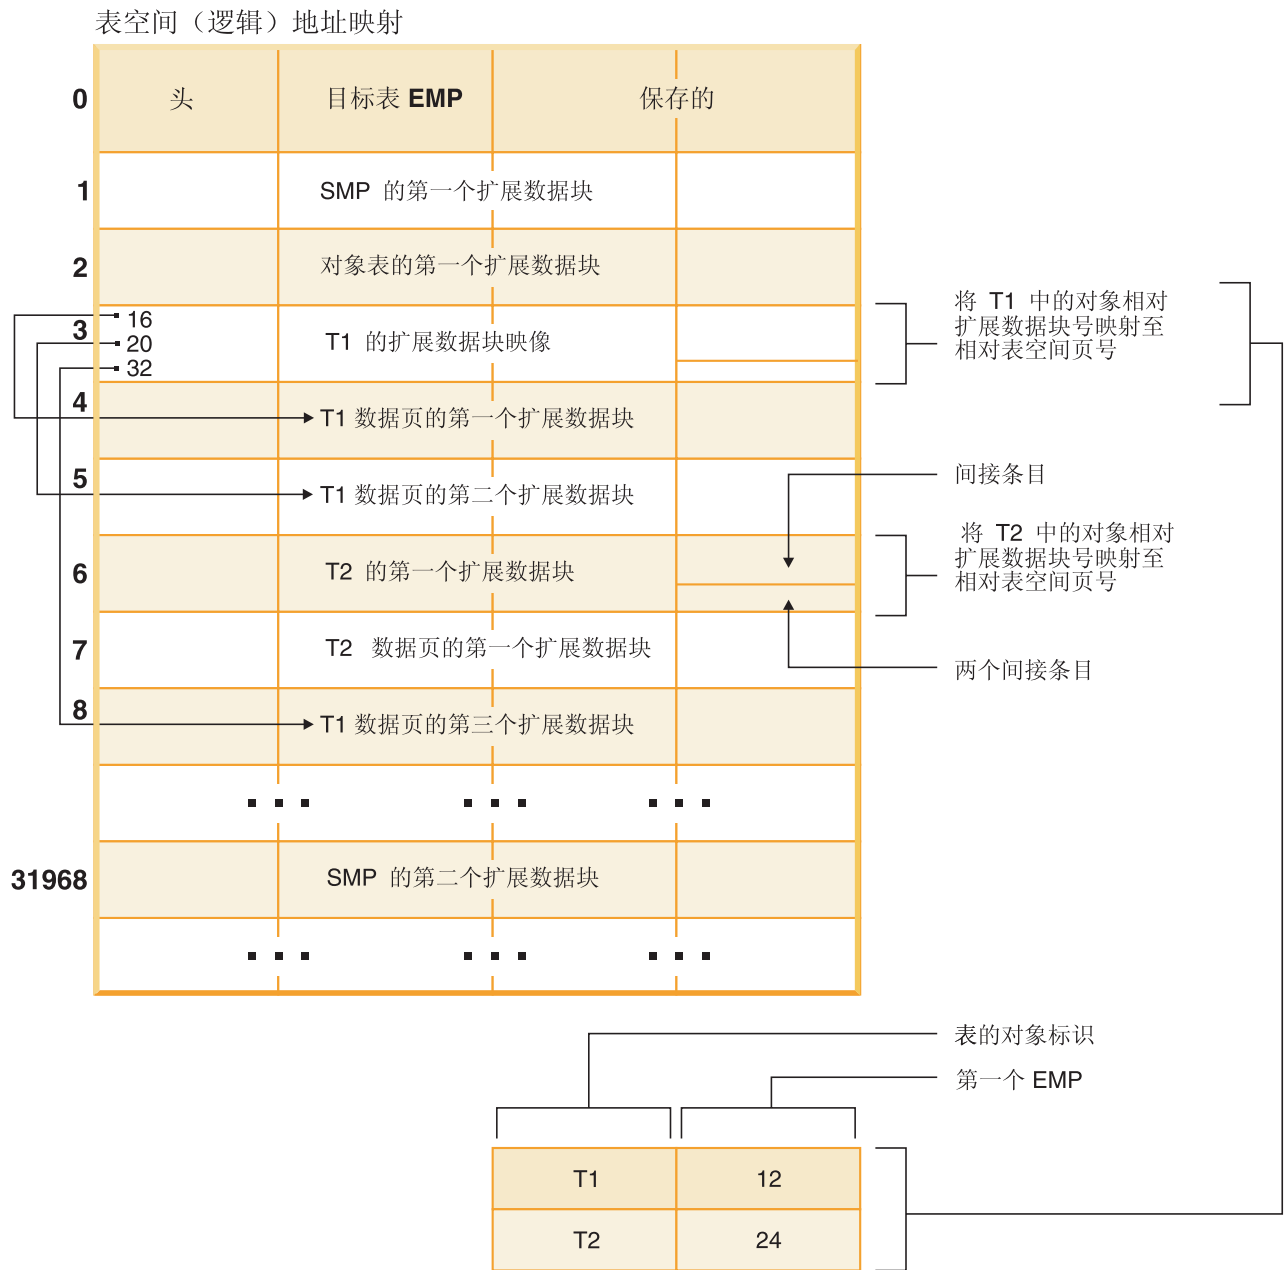 表空间（逻辑）地址映射
0 头 目标表 EMP 保存的
1 SMP 的第一个扩展数据块
2 对象表的第一个扩展数据块
3 16 20 32 T1 的扩展数据块映像
将 T1 中的对象相对
扩展数据块号映射至
相对表空间页号
4 T1 数据页的第一个扩展数据块
5 T1 数据页的第二个扩展数据块
间接条目
6 T2 的第一个扩展数据块
将 T2 中的对象相对
扩展数据块号映射至
相对表空间页号
7 T2 数据页的第一个扩展数据块
两个间接条目
8 T1 数据页的第三个扩展数据块
31968 SMP 的第二个扩展数据块
表的对象标识
第一个 EMP
T1 12
T2 24